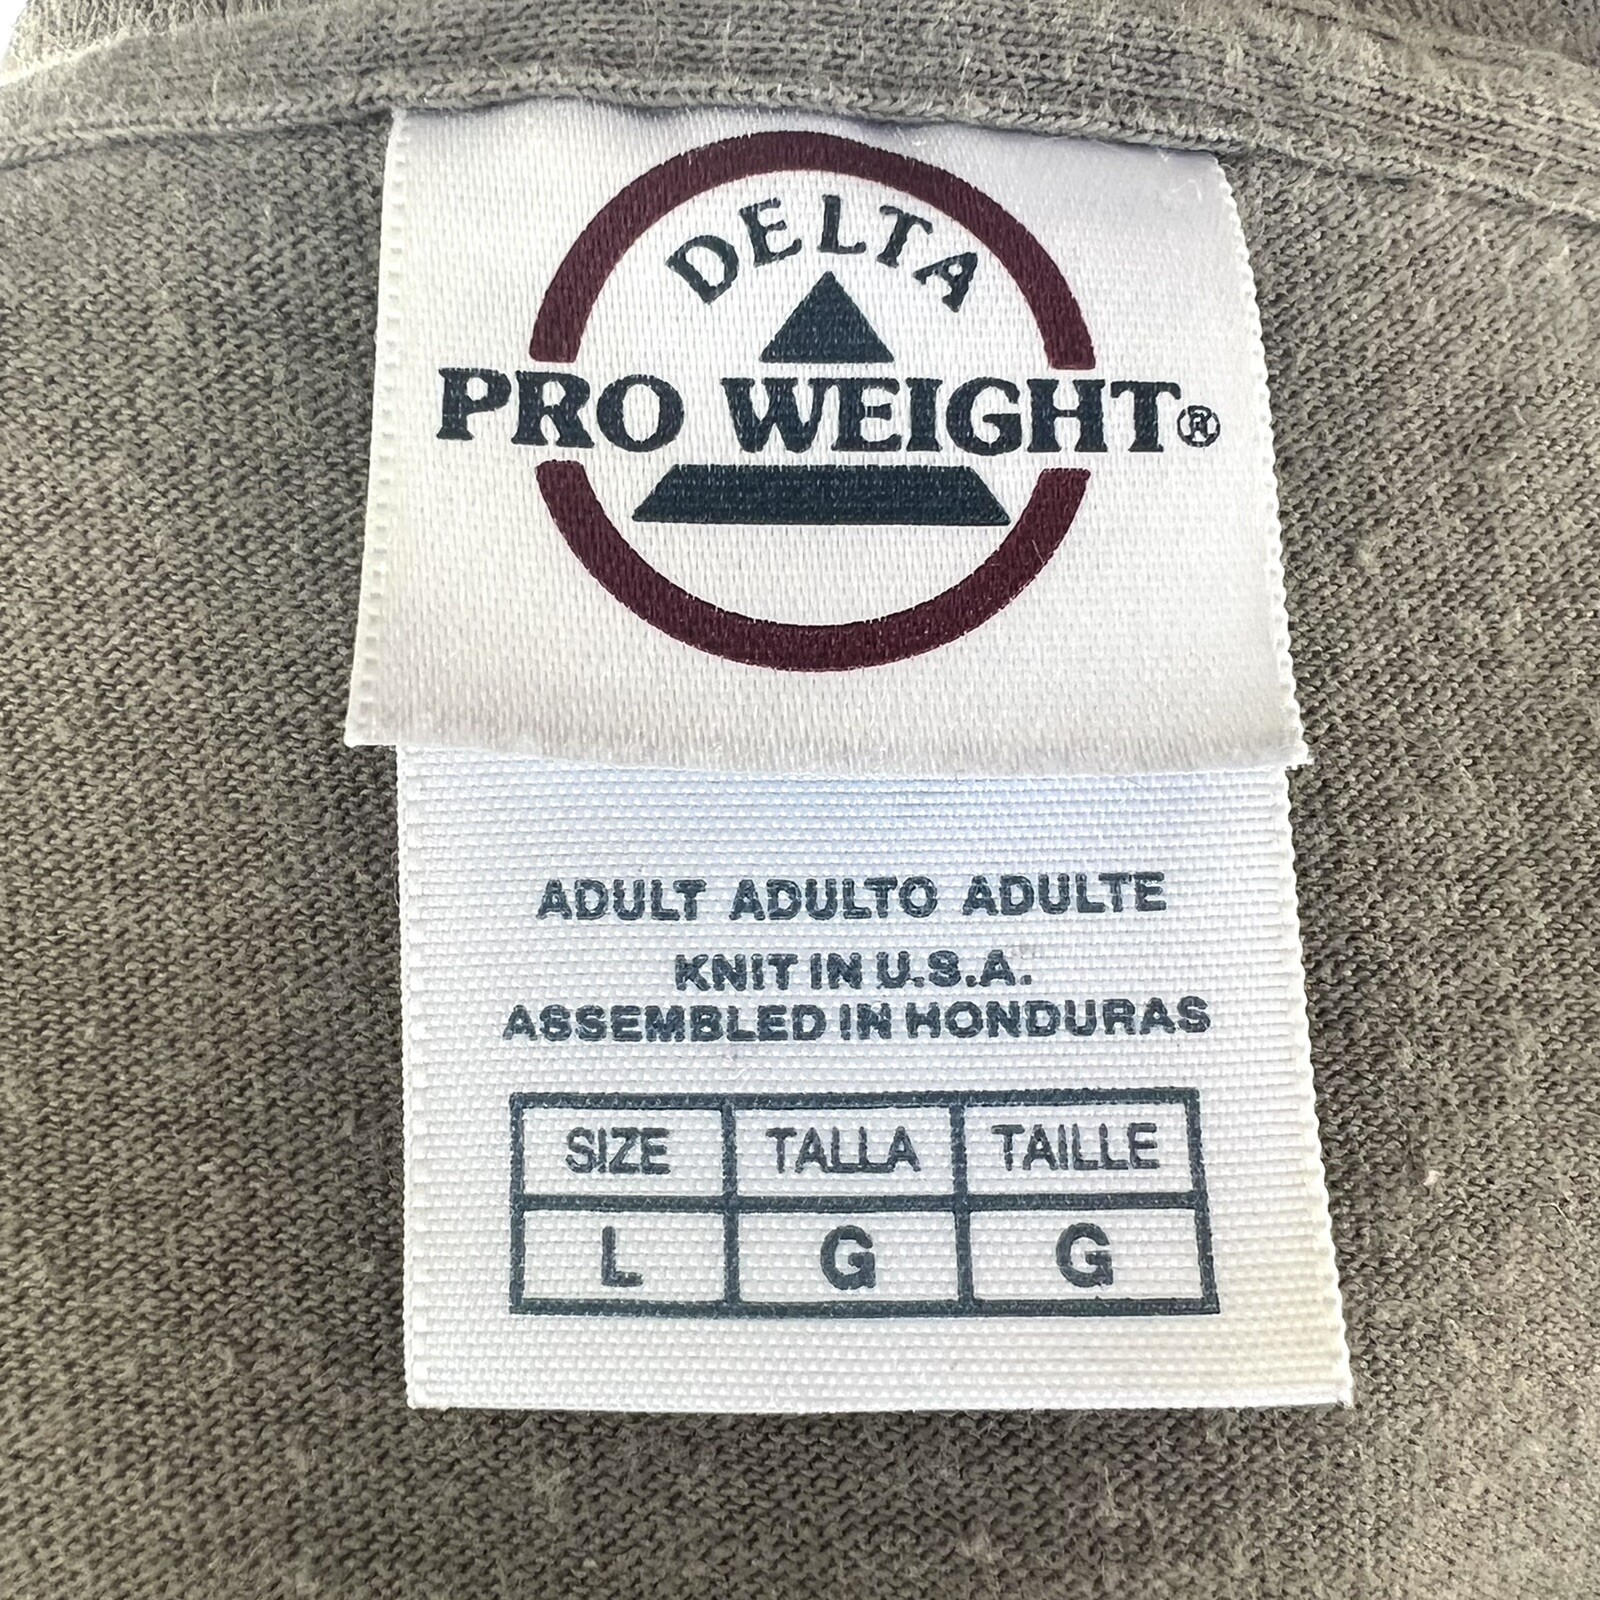 DELTA
PRO WEIGHT®
ADULT ADULTO ADULTE
KNIT IN U.S.A.
ASSEMBLED IN HONDURAS
SIZE TALLA TAILLE
L G G